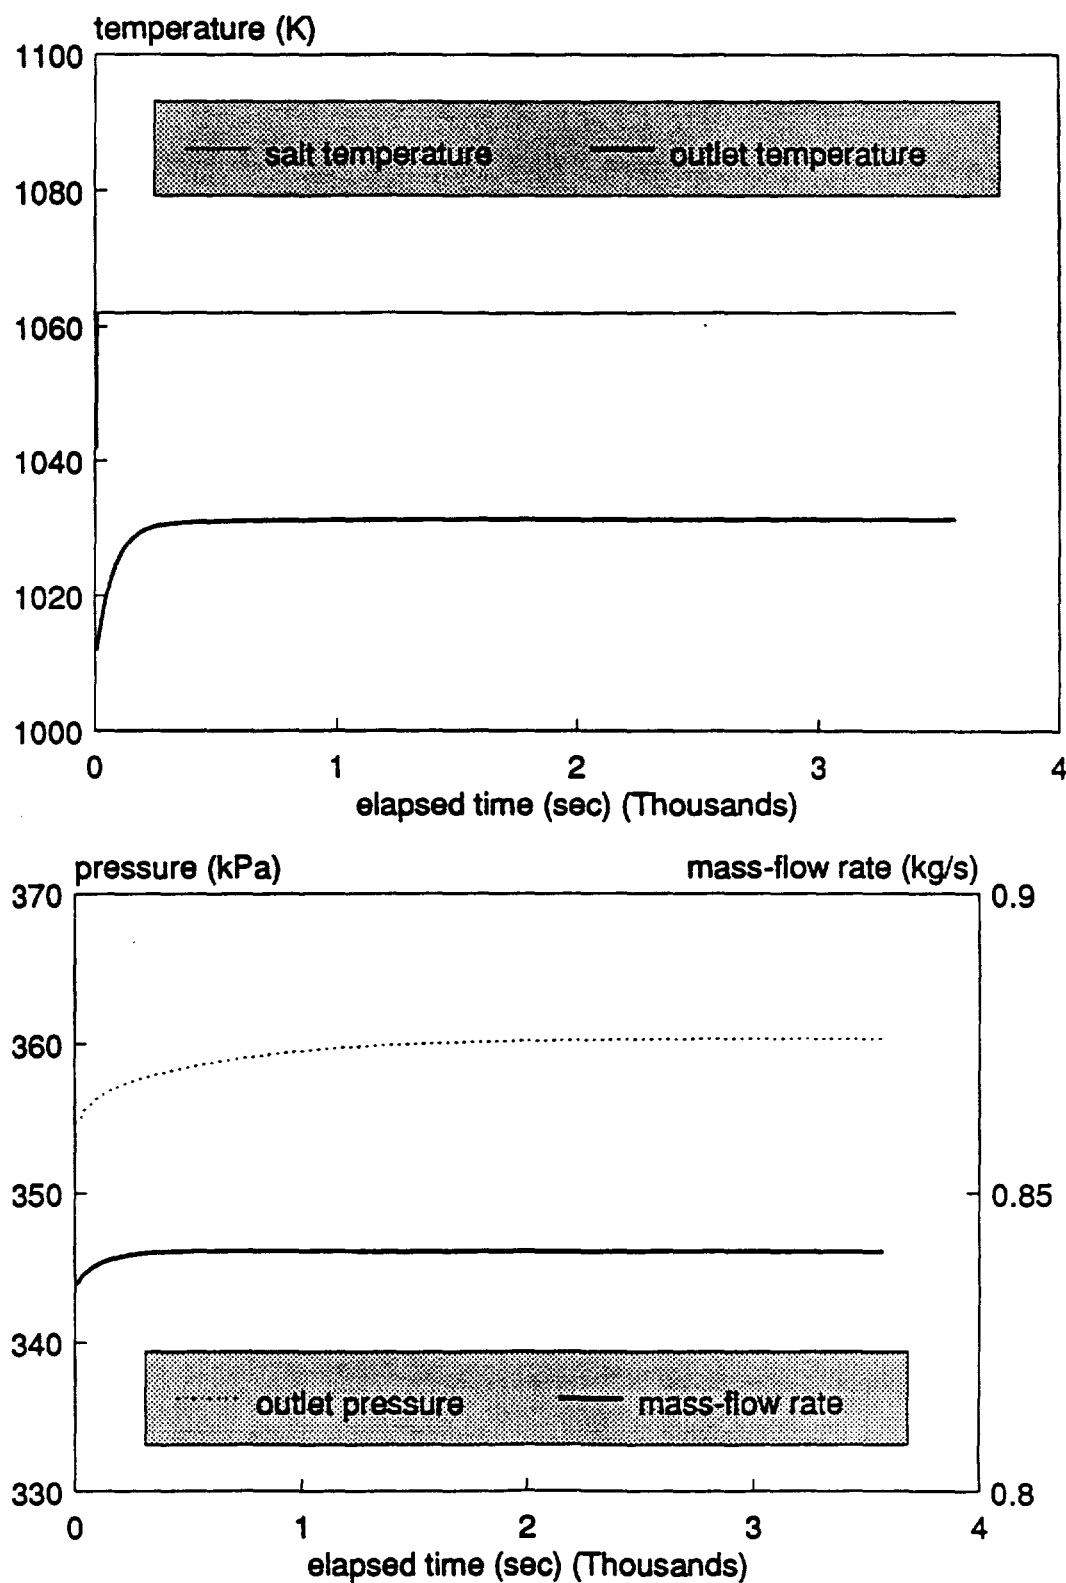 temperature (K)
1100
salt temperature outlet temperature
1080
1060
1040
1020
1000
0 1 2 3 4
elapsed time (sec) (Thousands)
pressure (kPa) mass-flow rate (kg/s)
370 0.9
360
350 0.85
340
outlet pressure mass-flow rate
330 0.8
0 1 2 3 4
elapsed time (sec) (Thousands)